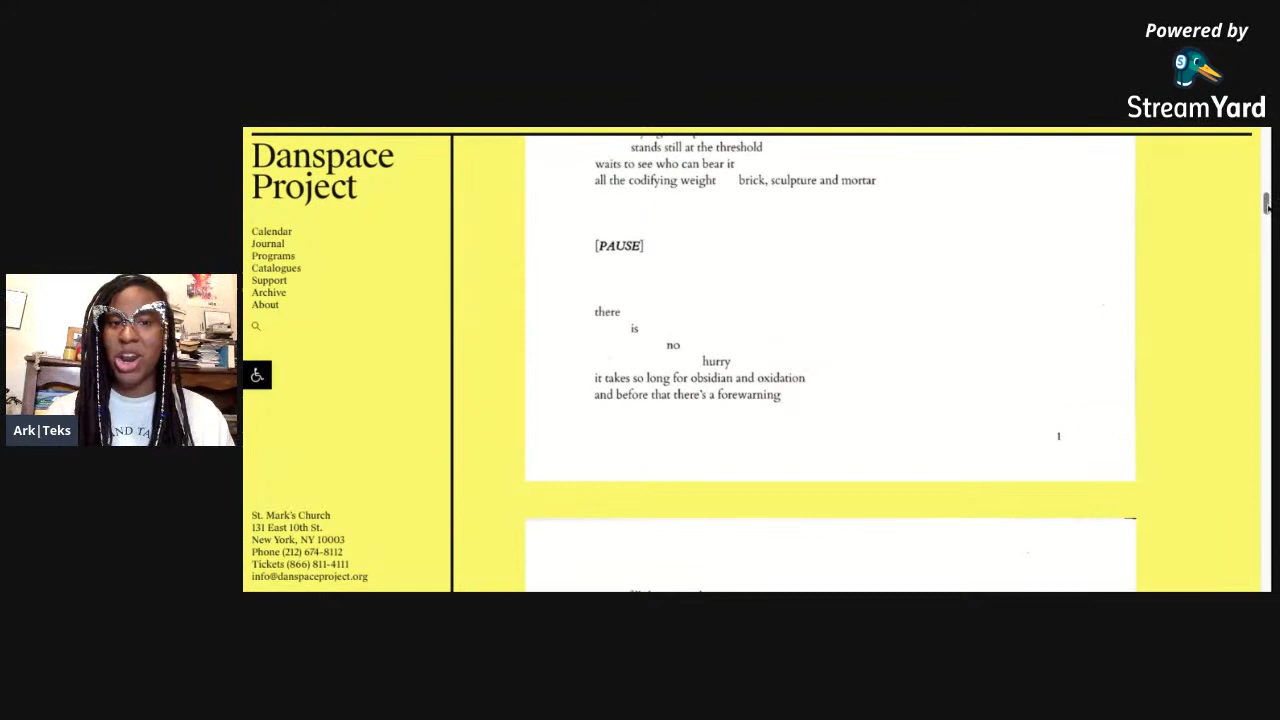 Powered by
StreamYard
Danspace
Project
Calendar
Journal
Programs
Catalogues
Support
Archive
About
St. Mark's Church
131 East 10th St.
New York, NY 10003
Phone (212) 674-8112
Tickets (866) 811-4111
info@danspaceproject.org
stands still at the threshold
waits to see who can bear it
all the codifying weight brick, sculpture and mortar
[PAUSE]
there
is
no
hurry
it takes so long for obsidian and oxidation
and before that there's a forewarning
1
Ark|Teks